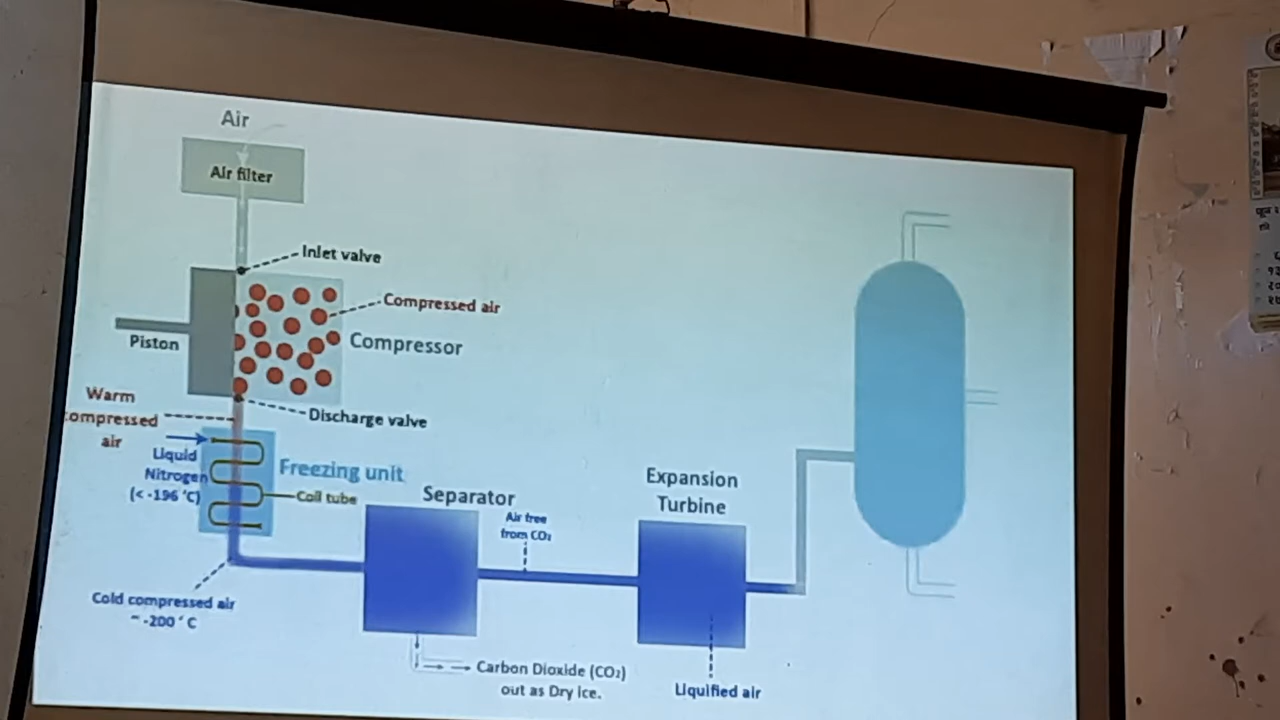 Air
Air filter
Inlet valve
Compressed air
Piston
Compressor
Warm
ompressed
air
Discharge valve
Liquid
Nitrogen
(< -196 °C)
Freezing unit
Coil tube
Separator
Air free
from CO₂
Expansion
Turbine
Cold compressed air
~ -200 ° C
Carbon Dioxide (CO₂)
out as Dry Ice.
Liquified air